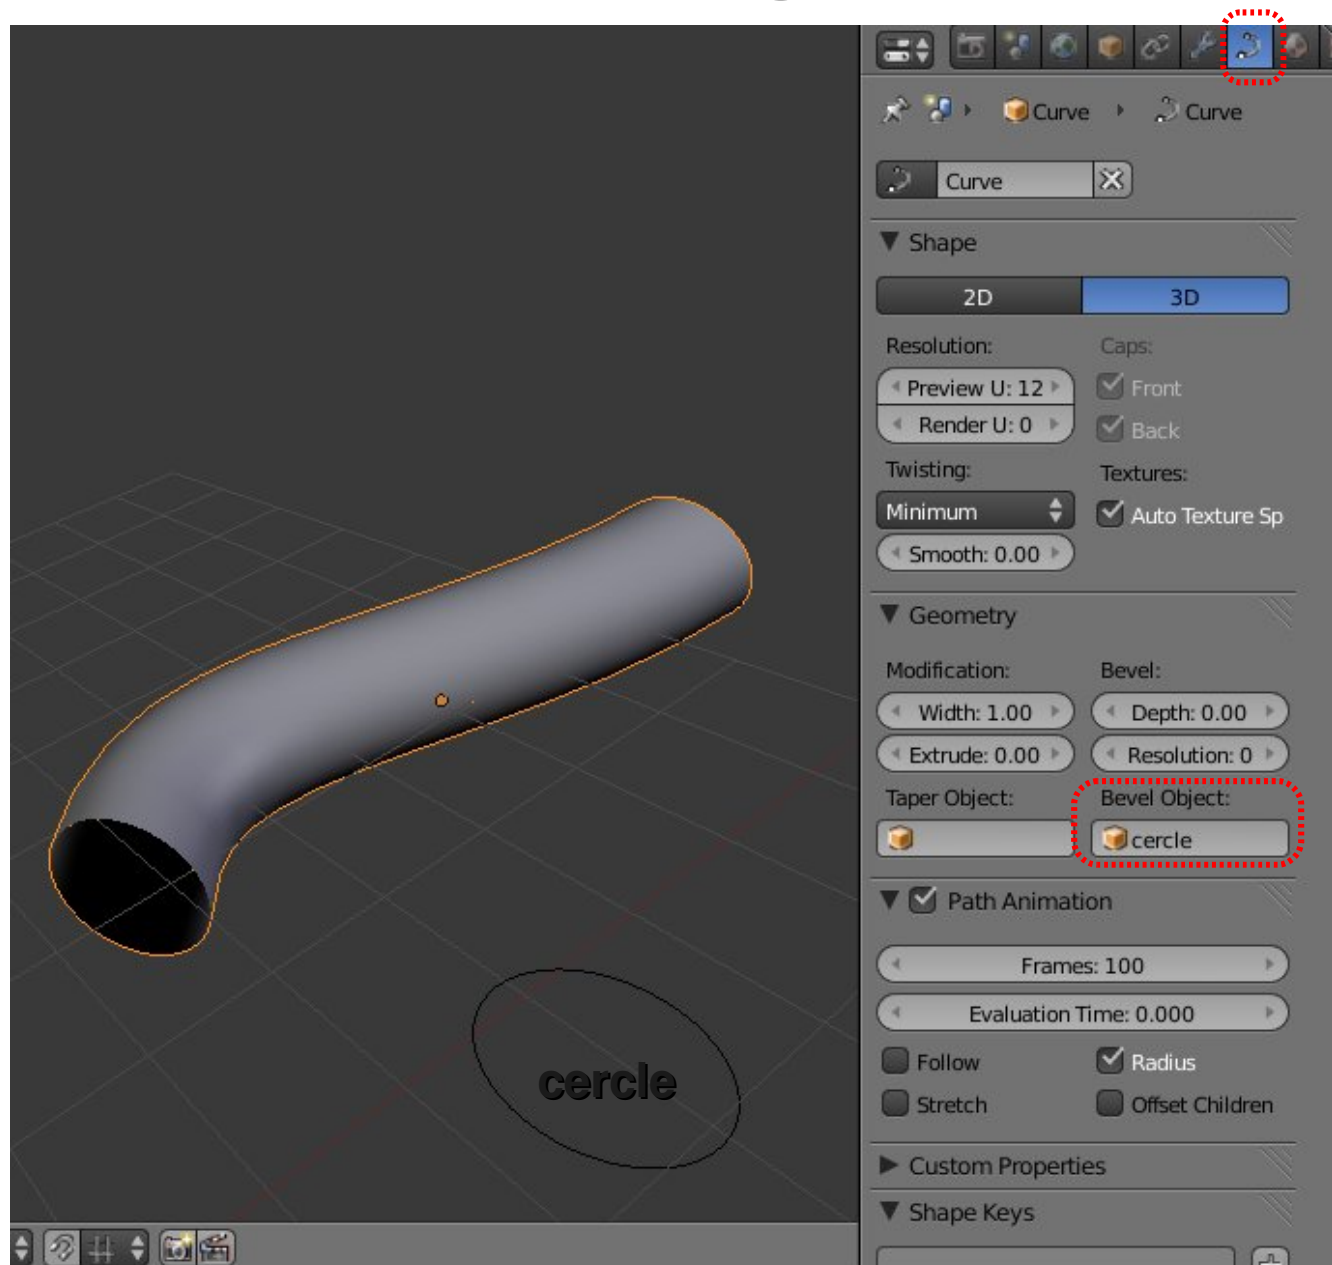 Curve Curve
Curve
Shape
2D 3D
Resolution: Caps:
Preview U: 12 Front
Render U: 0 Back
Twisting: Textures:
Minimum Auto Texture Sp
Smooth: 0.00
Geometry
Modification: Bevel:
Width: 1.00 Depth: 0.00
Extrude: 0.00 Resolution: 0
Taper Object: Bevel Object:
cercle
Path Animation
Frames: 100
Evaluation Time: 0.000
Follow Radius
Stretch Offset Children
Custom Properties
Shape Keys
cercle